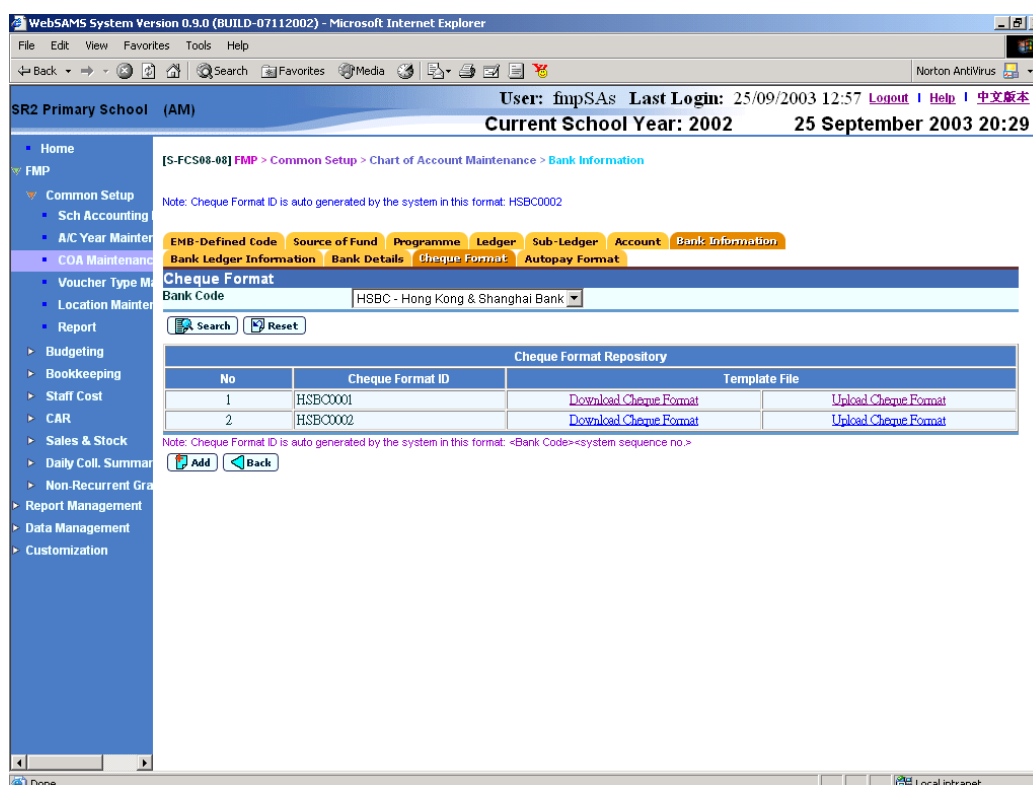 WebSAMS System Version 0.9.0 (BUILD-07112002) - Microsoft Internet Explorer
File Edit View Favorites Tools Help
Back Search Favorites Media Norton AntiVirus
SR2 Primary School (AM)
User: fmpSAs Last Login: 25/09/2003 12:57 Logout | Help | 中文版本
Current School Year: 2002 25 September 2003 20:29
Home
FMP
Common Setup
Sch Accounting
A/C Year Mainter
COA Maintenanc
Voucher Type Ma
Location Mainter
Report
Budgeting
Bookkeeping
Staff Cost
CAR
Sales & Stock
Daily Coll. Summar
Non-Recurrent Gra
Report Management
Data Management
Customization
[S-FCS08-08] FMP > Common Setup > Chart of Account Maintenance > Bank Information
Note: Cheque Format ID is auto generated by the system in this format: HSBC0002
EMB-Defined Code Source of Fund Programme Ledger Sub-Ledger Account Bank Information
Bank Ledger Information Bank Details Cheque Format Autopay Format
Cheque Format
Bank Code HSBC - Hong Kong & Shanghai Bank
Search Reset
Cheque Format Repository
No Cheque Format ID Template File
1 HSBC0001 Download Cheque Format Upload Cheque Format
2 HSBC0002 Download Cheque Format Upload Cheque Format
Note: Cheque Format ID is auto generated by the system in this format: <Bank Code><system sequence no.>
Add Back
Done Local intranet